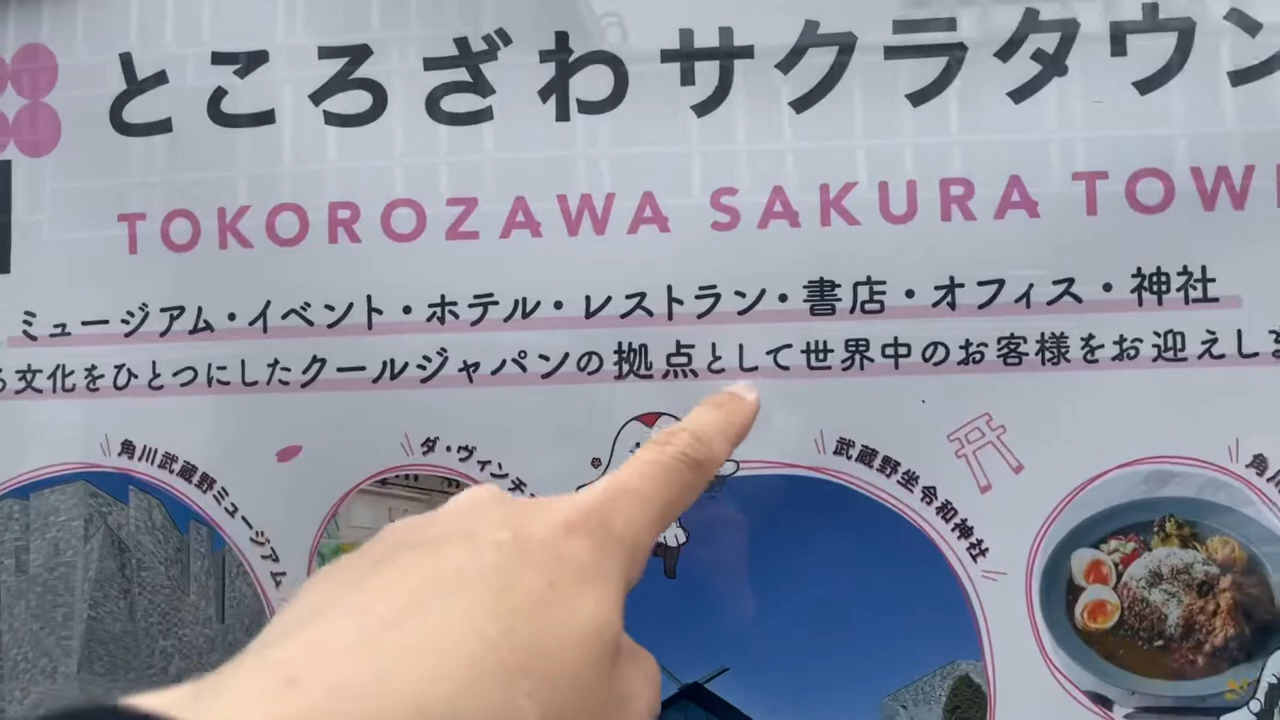 ところざわサクラタウン
TOKOROZAWA SAKURA TOW
ミュージアム・イベント・ホテル・レストラン・書店・オフィス・神社
る文化をひとつにしたクールジャパンの拠点として世界中のお客様をお迎えしま
角川武蔵野ミュージアム
ダ・ヴィンチ
武蔵野坐令和神社
角川